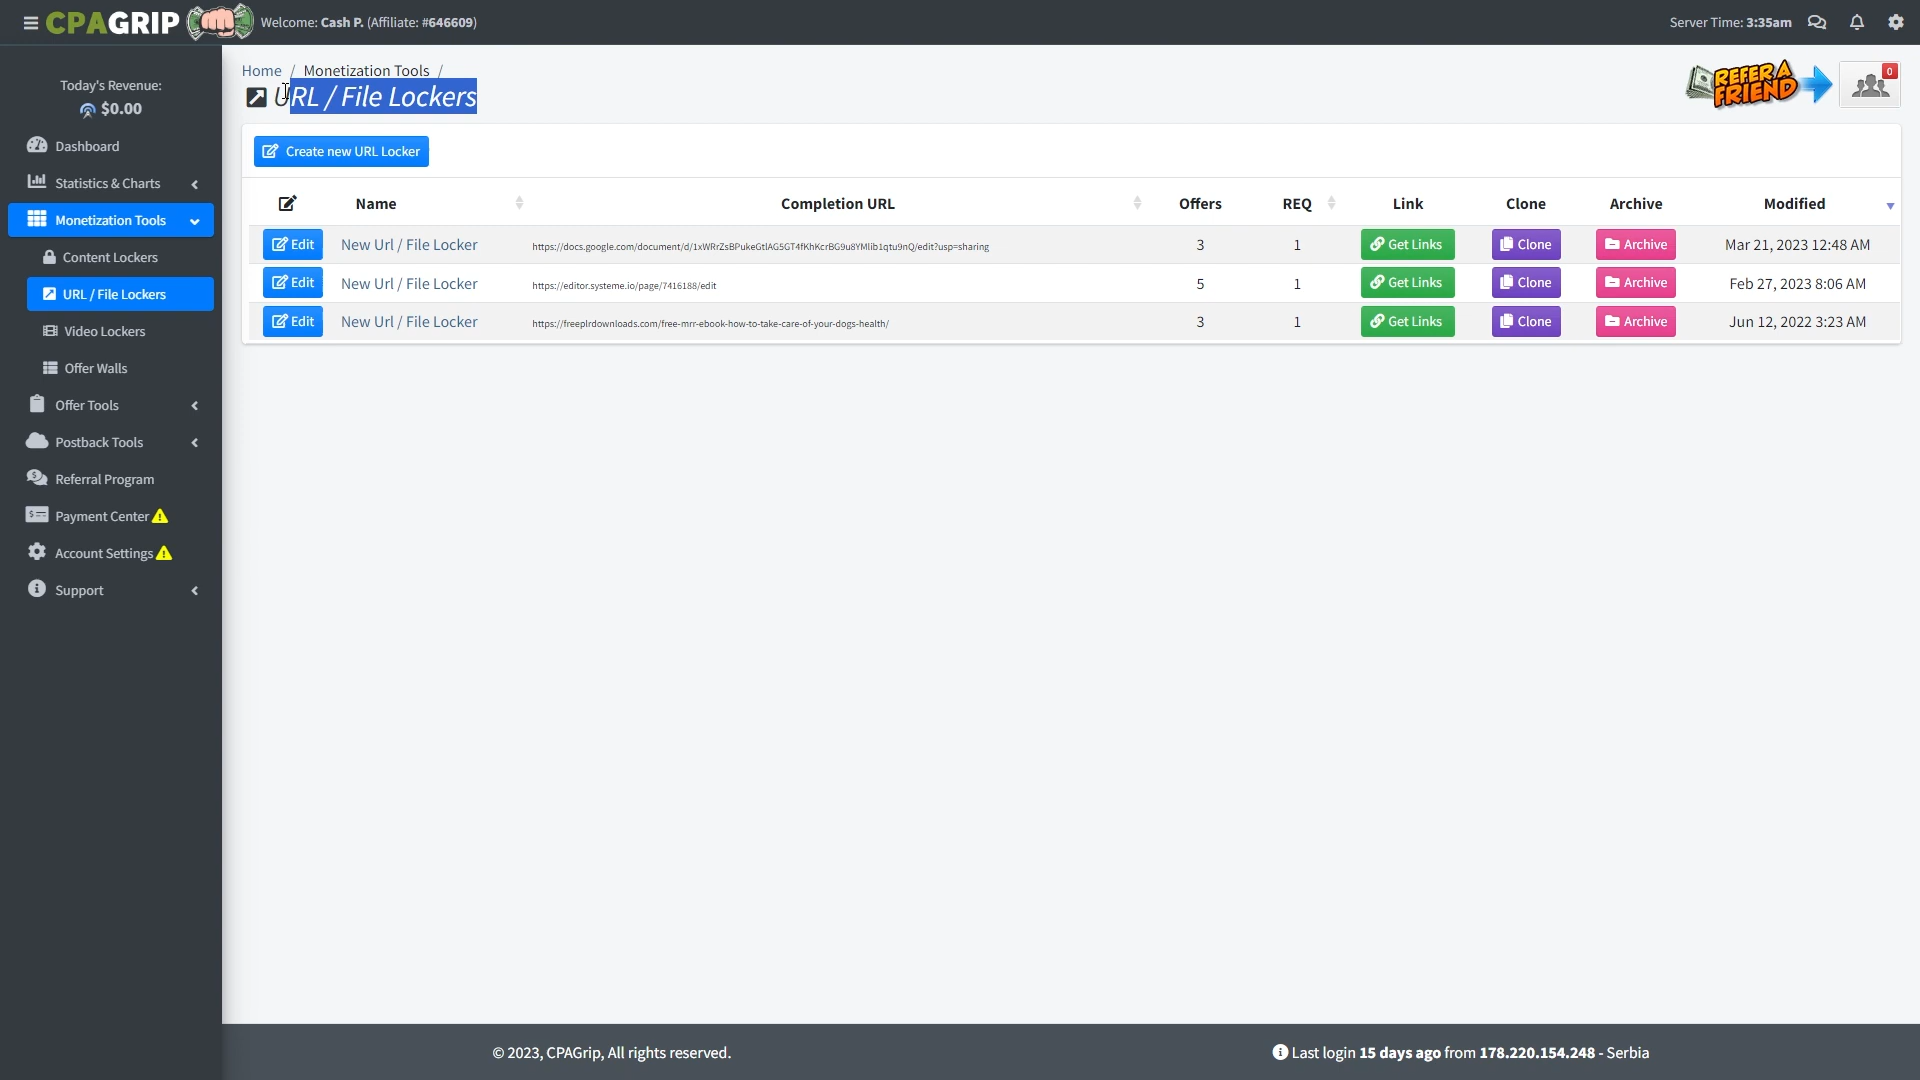 CPAGRIP Welcome: Cash P. (Affiliate: #646609) Server Time: 3:35am
Today's Revenue:
$0.00
Dashboard
Statistics & Charts
Monetization Tools
Content Lockers
URL / File Lockers
Video Lockers
Offer Walls
Offer Tools
Postback Tools
Referral Program
Payment Center
Account Settings
Support
Home / Monetization Tools /
URL / File Lockers
REFER A
FRIEND
0
Create new URL Locker
Name Completion URL Offers REQ Link Clone Archive Modified
Edit New Url / File Locker https://docs.google.com/document/d/1xWRrZsBPukeGtlAG5GT4fKhKcrBG9u8YMlib1qtu9nQ/edit?usp=sharing 3 1 Get Links Clone Archive Mar 21, 2023 12:48 AM
Edit New Url / File Locker https://editor.systeme.io/page/7416188/edit 5 1 Get Links Clone Archive Feb 27, 2023 8:06 AM
Edit New Url / File Locker https://freeplrdownloads.com/free-mrr-ebook-how-to-take-care-of-your-dogs-health/ 3 1 Get Links Clone Archive Jun 12, 2022 3:23 AM
© 2023, CPAGrip, All rights reserved. Last login 15 days ago from 178.220.154.248 - Serbia